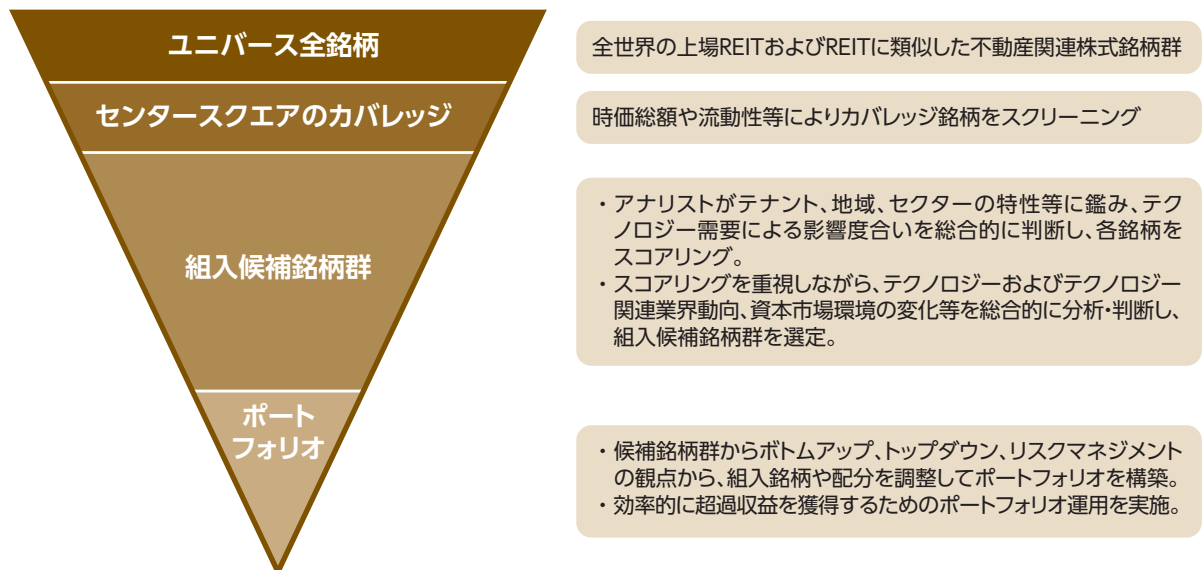 ユニバース全銘柄
全世界の上場REITおよびREITに類似した不動産関連株式銘柄群
センタースクエアのカバレッジ
時価総額や流動性等によりカバレッジ銘柄をスクリーニング
組入候補銘柄群
・アナリストがテナント、地域、セクターの特性等に鑑み、テク
ノロジー需要による影響度合いを総合的に判断し、各銘柄を
スコアリング。
・スコアリングを重視しながら、テクノロジーおよびテクノロジー
関連業界動向、資本市場環境の変化等を総合的に分析・判断し、
組入候補銘柄群を選定。
ポート
フォリオ
・候補銘柄群からボトムアップ、トップダウン、リスクマネジメント
の観点から、組入銘柄や配分を調整してポートフォリオを構築。
・効率的に超過収益を獲得するためのポートフォリオ運用を実施。